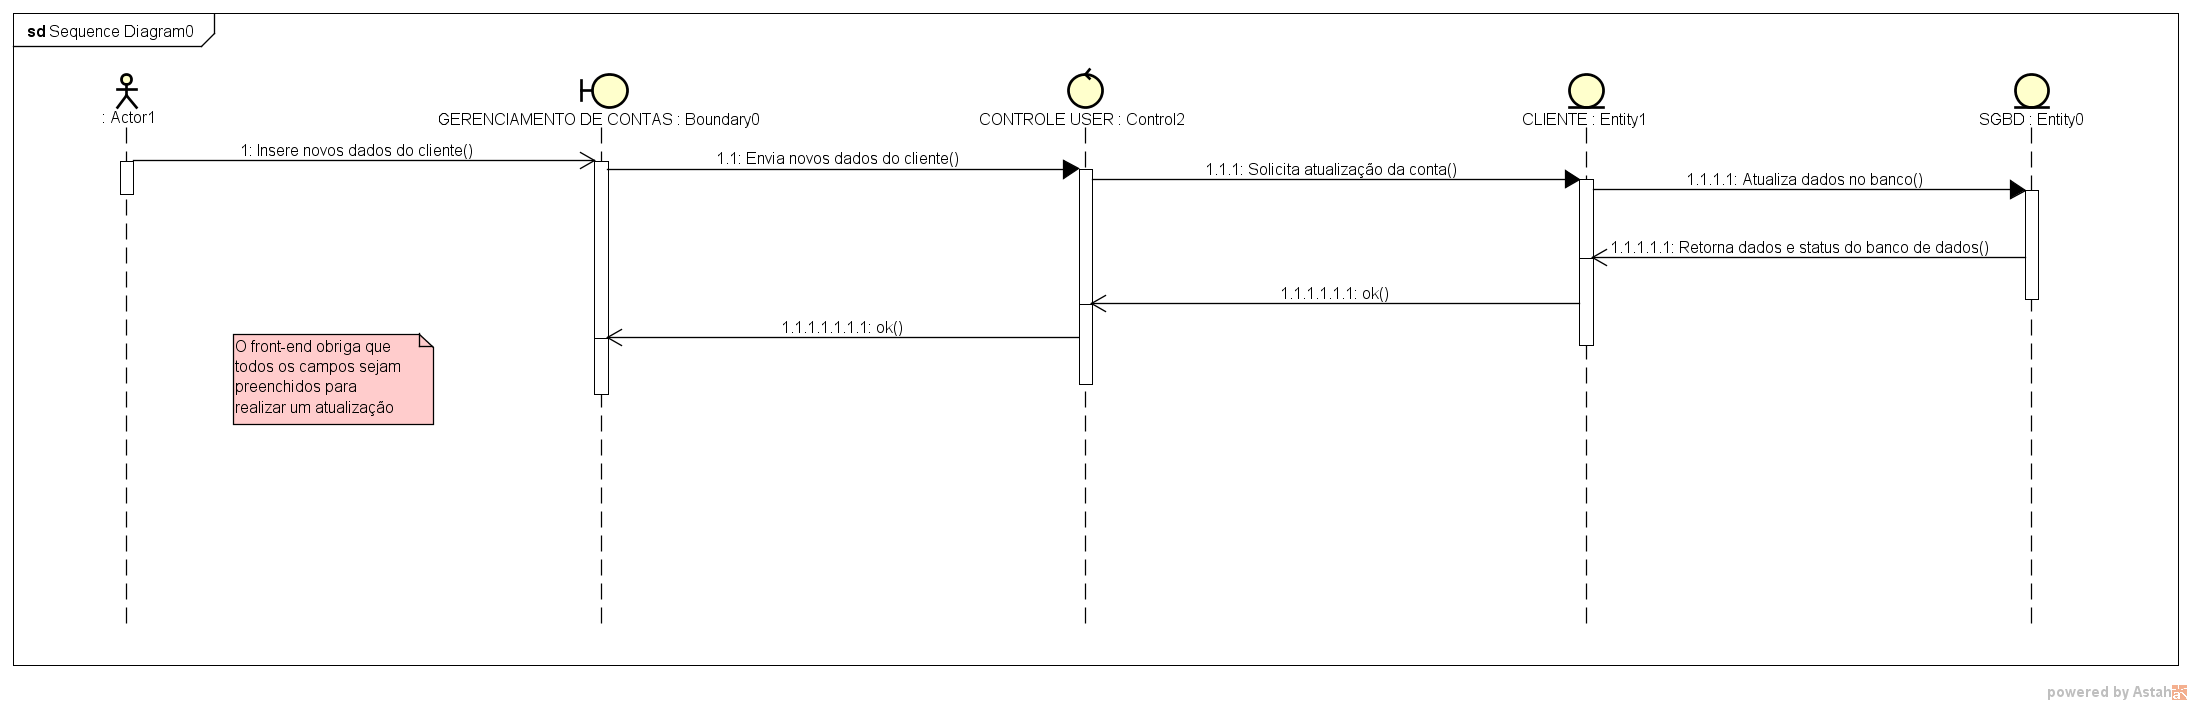 sd Sequence Diagram0
: Actor1
GERENCIAMENTO DE CONTAS : Boundary0
CONTROLE USER : Control2
CLIENTE : Entity1
SGBD : Entity0
1: Insere novos dados do cliente()
1.1: Envia novos dados do cliente()
1.1.1: Solicita atualização da conta()
1.1.1.1: Atualiza dados no banco()
1.1.1.1.1: Retorna dados e status do banco de dados()
1.1.1.1.1.1: ok()
1.1.1.1.1.1.1: ok()
O front-end obriga que
todos os campos sejam
preenchidos para
realizar um atualização
powered by Astah